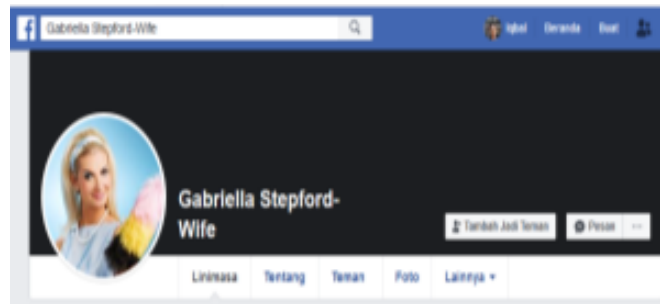 Gabriella Stepford-Wife
Iqbal Beranda Buat
Gabriella Stepford-
Wife
Tambah Jadi Teman Pesan ...
Linimasa Tentang Teman Foto Lainnya